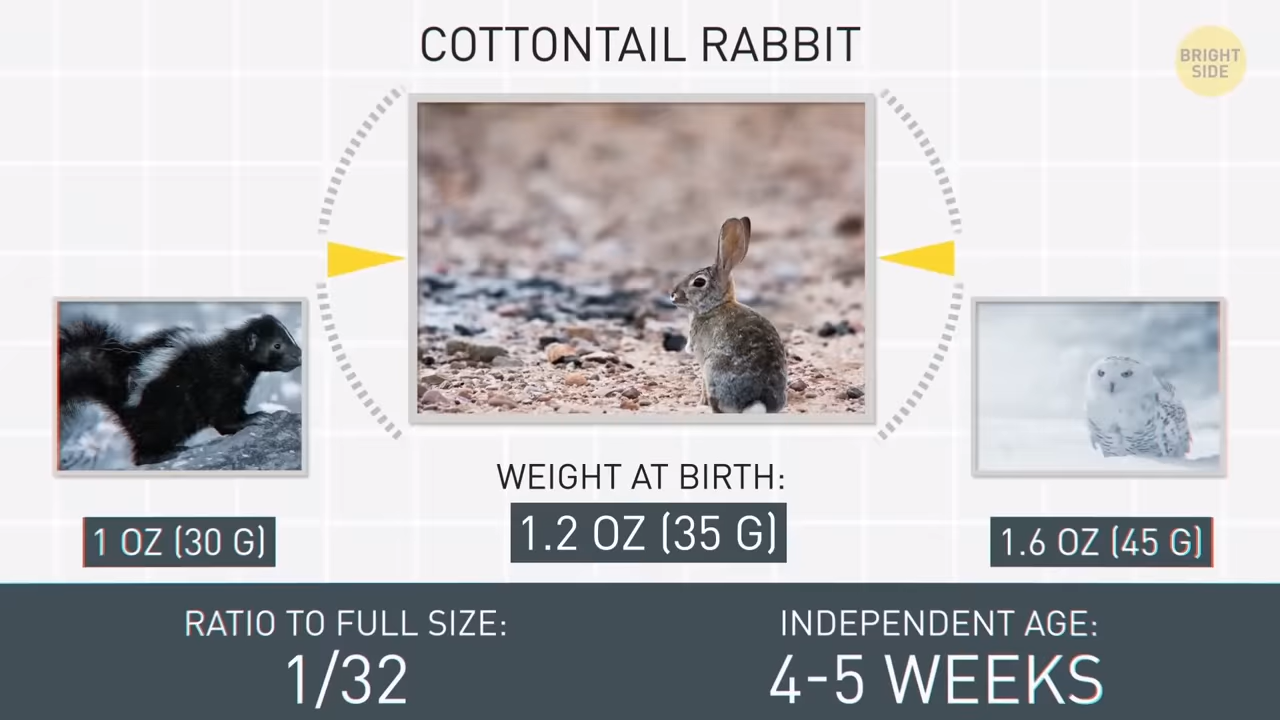 COTTONTAIL RABBIT
BRIGHT
SIDE
WEIGHT AT BIRTH:
1 OZ (30 G)
1.2 OZ (35 G)
1.6 OZ (45 G)
RATIO TO FULL SIZE:
1/32
INDEPENDENT AGE:
4-5 WEEKS